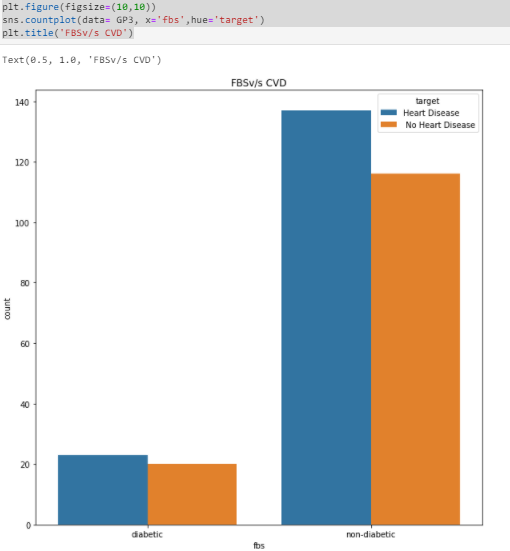 plt.figure(figsize=(10,10))
sns.countplot(data= GP3, x='fbs',hue='target')
plt.title('FBSv/s CVD')
Text(0.5, 1.0, 'FBSv/s CVD')
FBSv/s CVD
target
Heart Disease
No Heart Disease
140
120
100
80
60
40
20
0
count
diabetic
non-diabetic
fbs